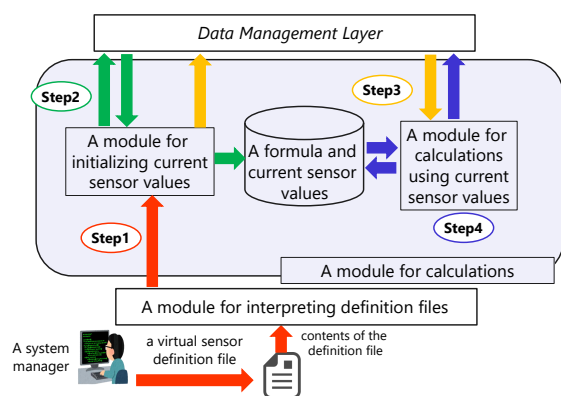 Data Management Layer
Step2
Step3
A module for
initializing current
sensor values
A formula and
current sensor
values
A module for
calculations
using current
sensor values
Step1
Step4
A module for calculations
A module for interpreting definition files
A system
manager
a virtual sensor
definition file
contents of the
definition file